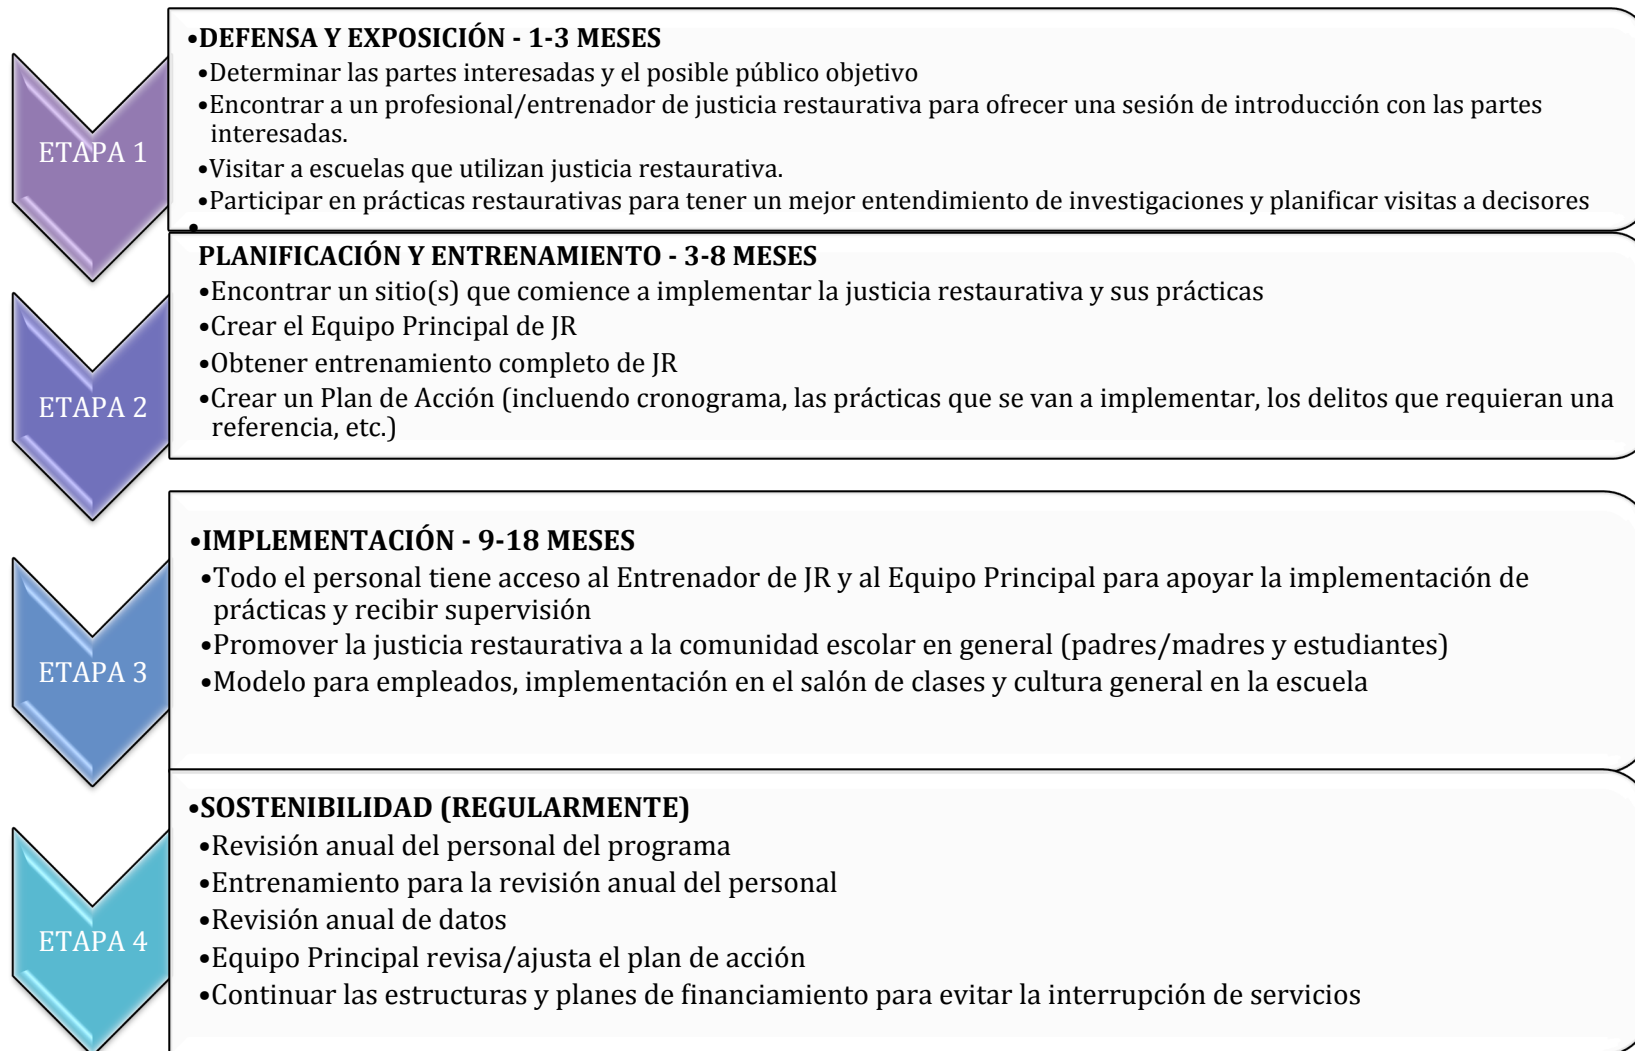 ETAPA 1
•DEFENSA Y EXPOSICIÓN - 1-3 MESES
•Determinar las partes interesadas y el posible público objetivo
•Encontrar a un profesional/entrenador de justicia restaurativa para ofrecer una sesión de introducción con las partes
interesadas.
•Visitar a escuelas que utilizan justicia restaurativa.
•Participar en prácticas restaurativas para tener un mejor entendimiento de investigaciones y planificar visitas a decisores
•
ETAPA 2
PLANIFICACIÓN Y ENTRENAMIENTO - 3-8 MESES
•Encontrar un sitio(s) que comience a implementar la justicia restaurativa y sus prácticas
•Crear el Equipo Principal de JR
•Obtener entrenamiento completo de JR
•Crear un Plan de Acción (incluendo cronograma, las prácticas que se van a implementar, los delitos que requieran una
referencia, etc.)
ETAPA 3
•IMPLEMENTACIÓN - 9-18 MESES
•Todo el personal tiene acceso al Entrenador de JR y al Equipo Principal para apoyar la implementación de
prácticas y recibir supervisión
•Promover la justicia restaurativa a la comunidad escolar en general (padres/madres y estudiantes)
•Modelo para empleados, implementación en el salón de clases y cultura general en la escuela
ETAPA 4
•SOSTENIBILIDAD (REGULARMENTE)
•Revisión anual del personal del programa
•Entrenamiento para la revisión anual del personal
•Revisión anual de datos
•Equipo Principal revisa/ajusta el plan de acción
•Continuar las estructuras y planes de financiamiento para evitar la interrupción de servicios